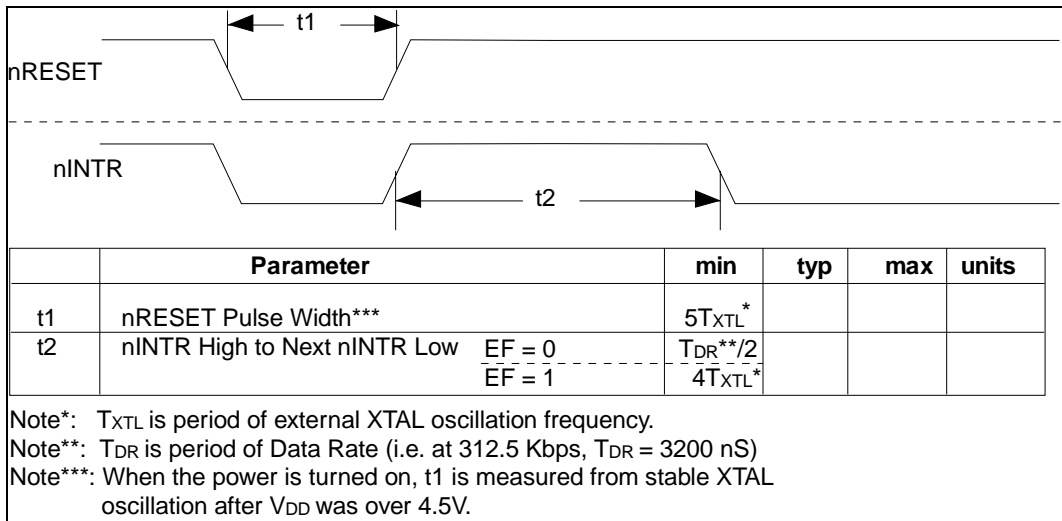 t1
nRESET
nINTR
t2
Parameter min typ max units
t1 nRESET Pulse Width*** 5TXTL*
t2 nINTR High to Next nINTR Low EF = 0 TDR**/2
EF = 1 4TXTL*
Note*: TXTL is period of external XTAL oscillation frequency.
Note**: TDR is period of Data Rate (i.e. at 312.5 Kbps, TDR = 3200 nS)
Note***: When the power is turned on, t1 is measured from stable XTAL
oscillation after VDD was over 4.5V.